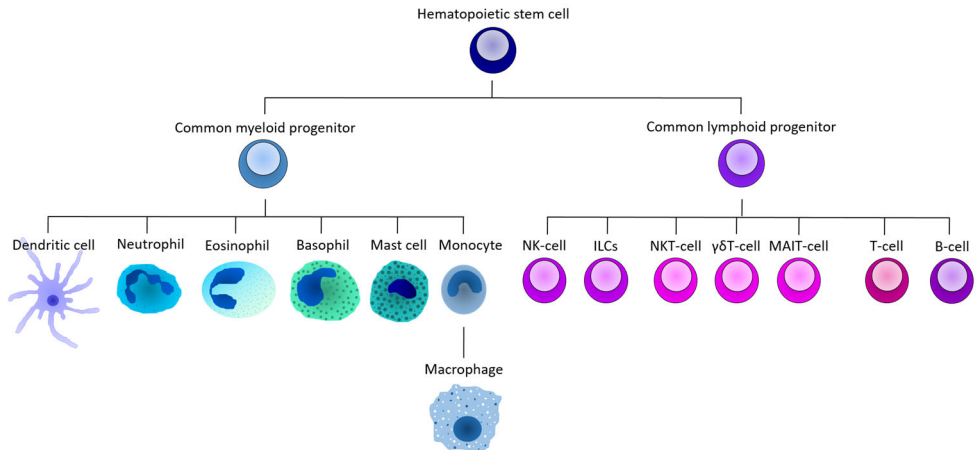 Hematopoietic stem cell
Common myeloid progenitor
Common lymphoid progenitor
Dendritic cell
Neutrophil
Eosinophil
Basophil
Mast cell
Monocyte
NK-cell
ILCs
NKT-cell
γδT-cell
MAIT-cell
T-cell
B-cell
Macrophage